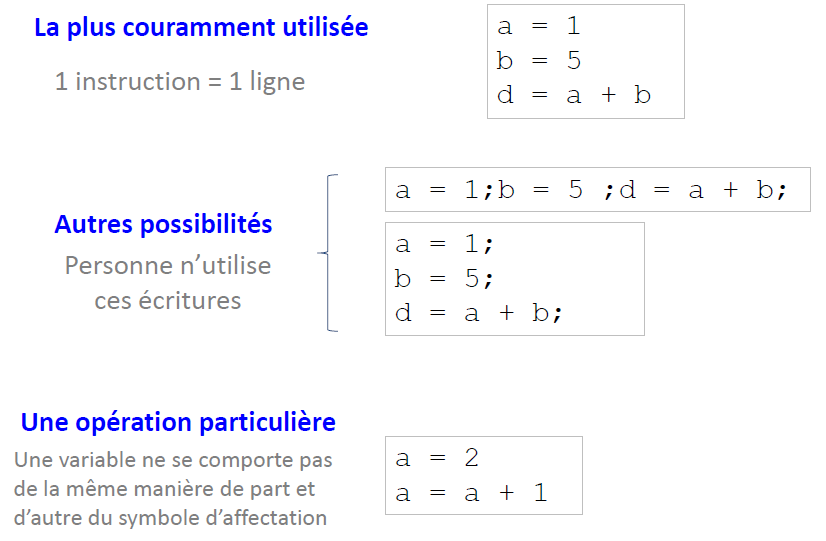 La plus couramment utilisée
1 instruction = 1 ligne
a = 1
b = 5
d = a + b
Autres possibilités
Personne n’utilise
ces écritures
a = 1;b = 5 ;d = a + b;
a = 1;
b = 5;
d = a + b;
Une opération particulière
Une variable ne se comporte pas
de la même manière de part et
d’autre du symbole d’affectation
a = 2
a = a + 1